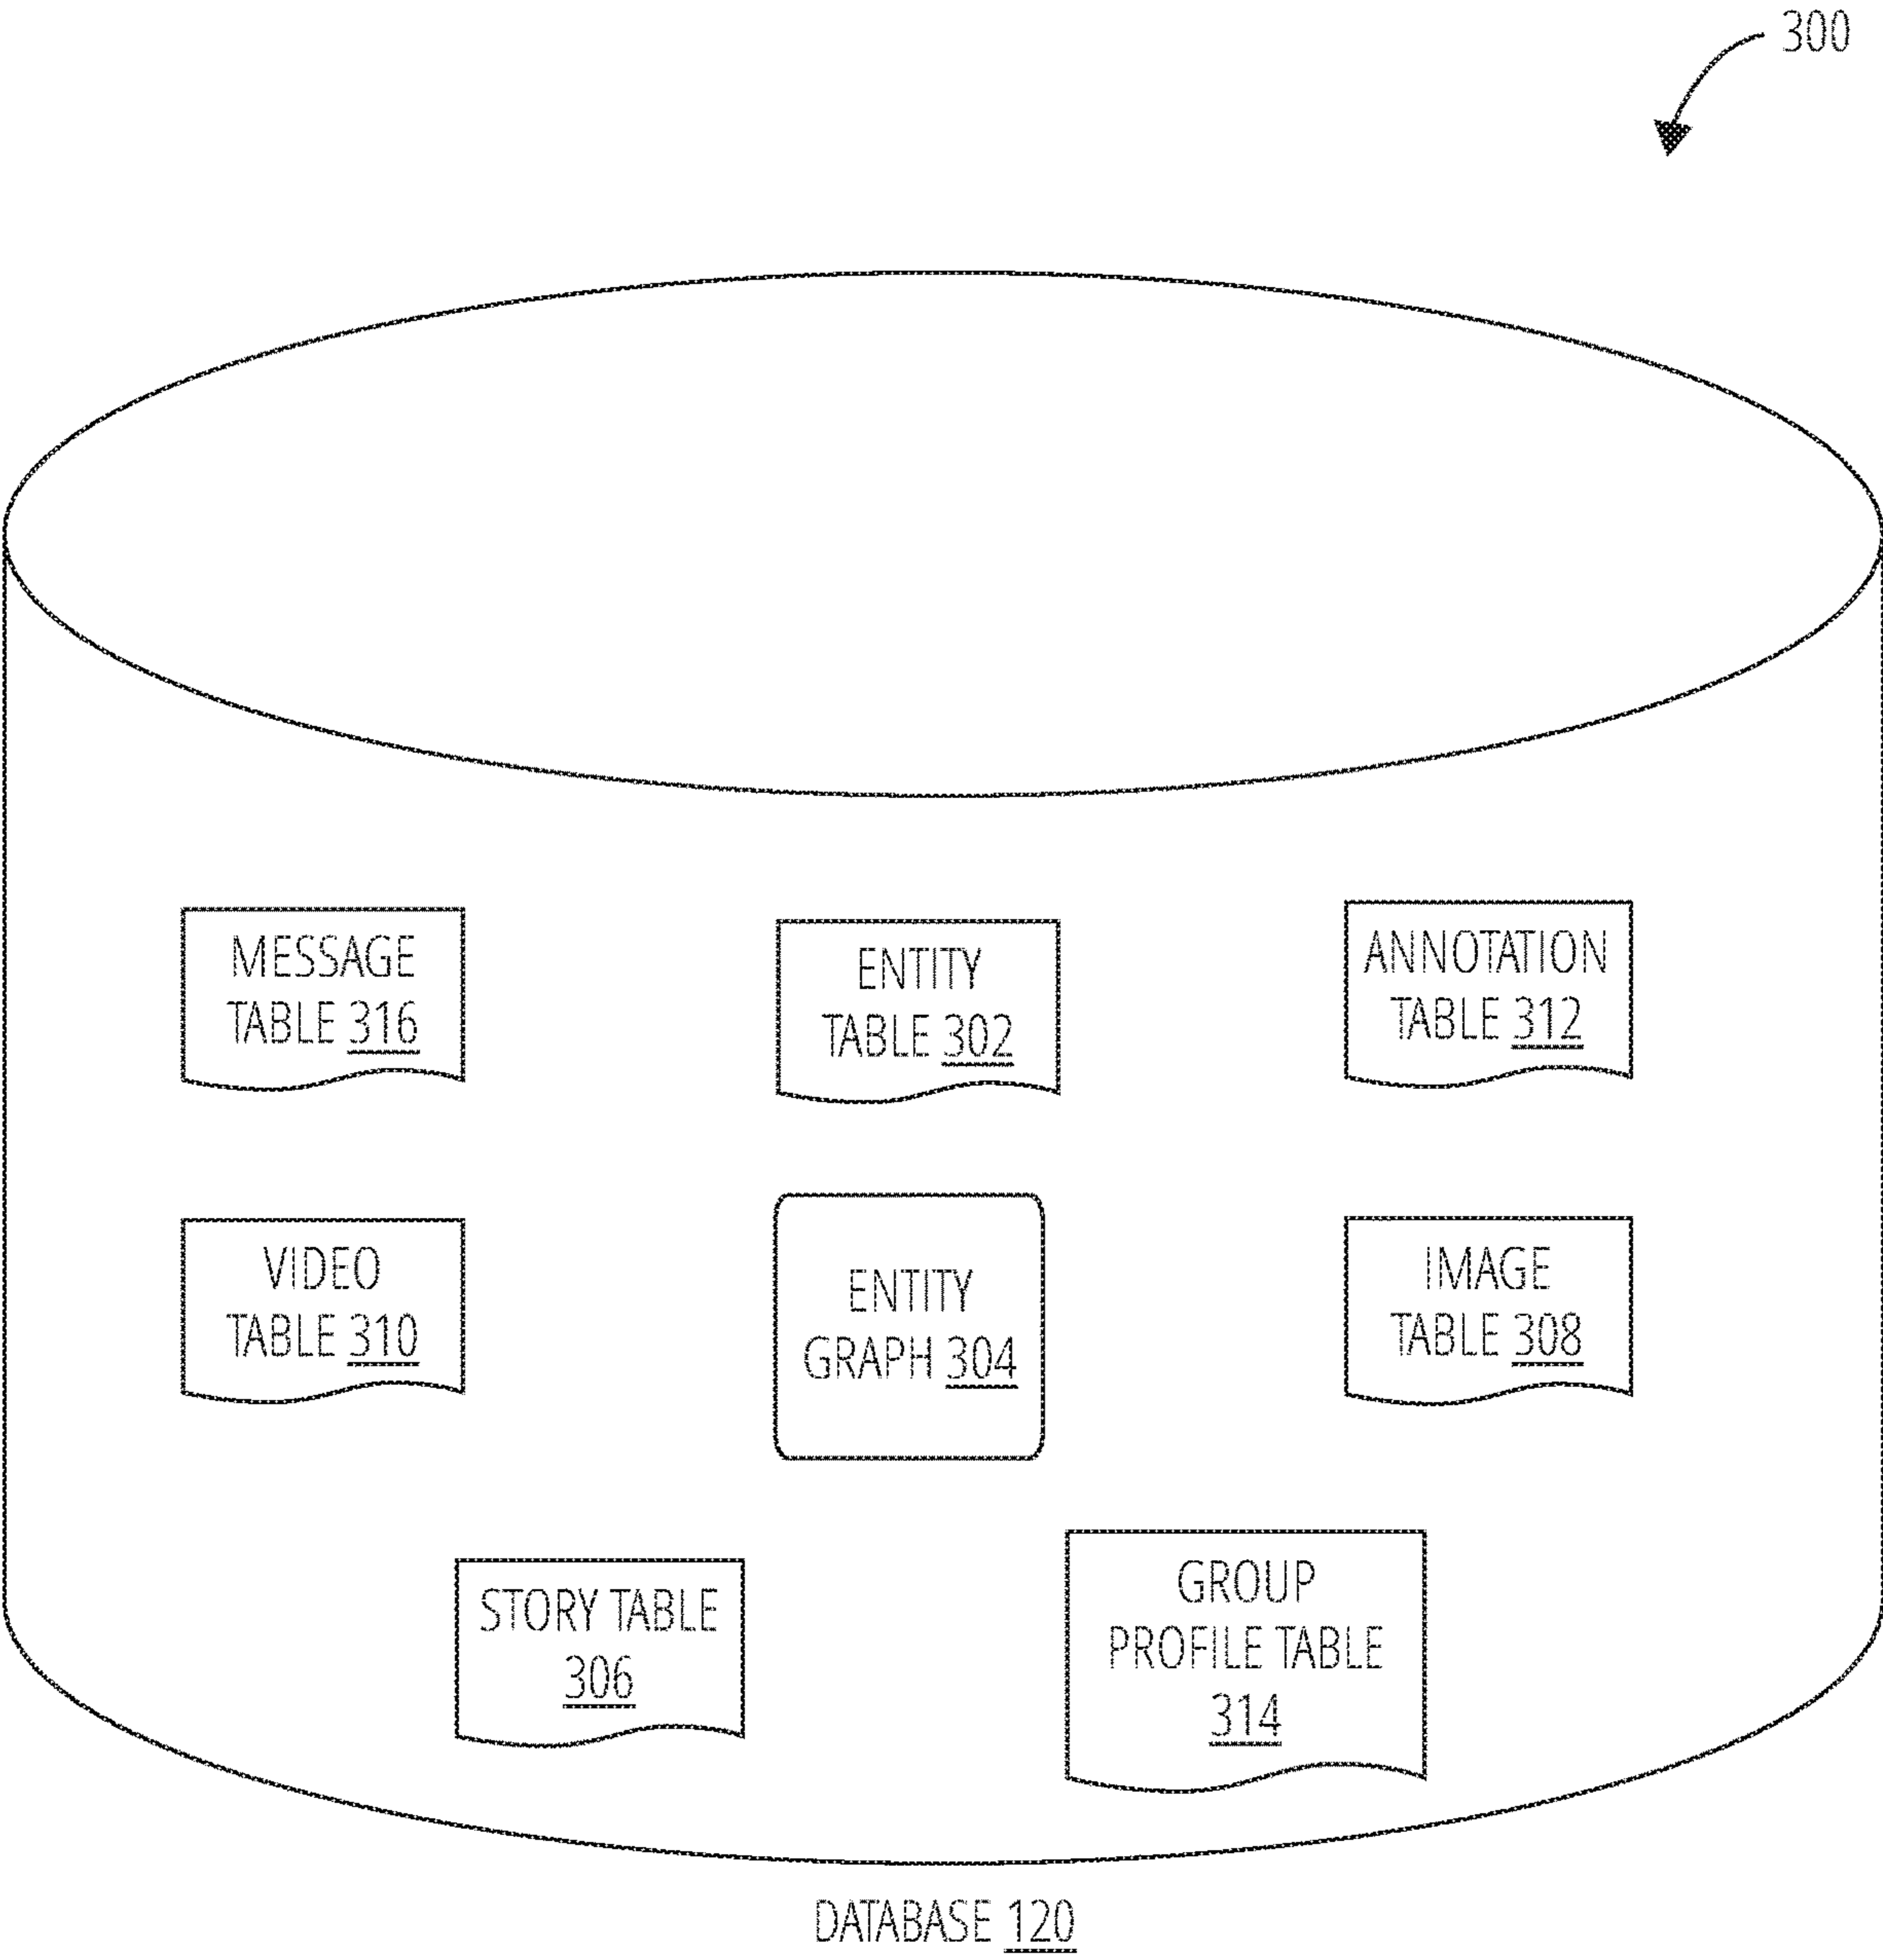 300
MESSAGE
TABLE 316
ENTITY
TABLE 302
ANNOTATION
TABLE 312
VIDEO
TABLE 310
ENTITY
GRAPH 304
IMAGE
TABLE 308
STORY TABLE
306
GROUP
PROFILE TABLE
314
DATABASE 120